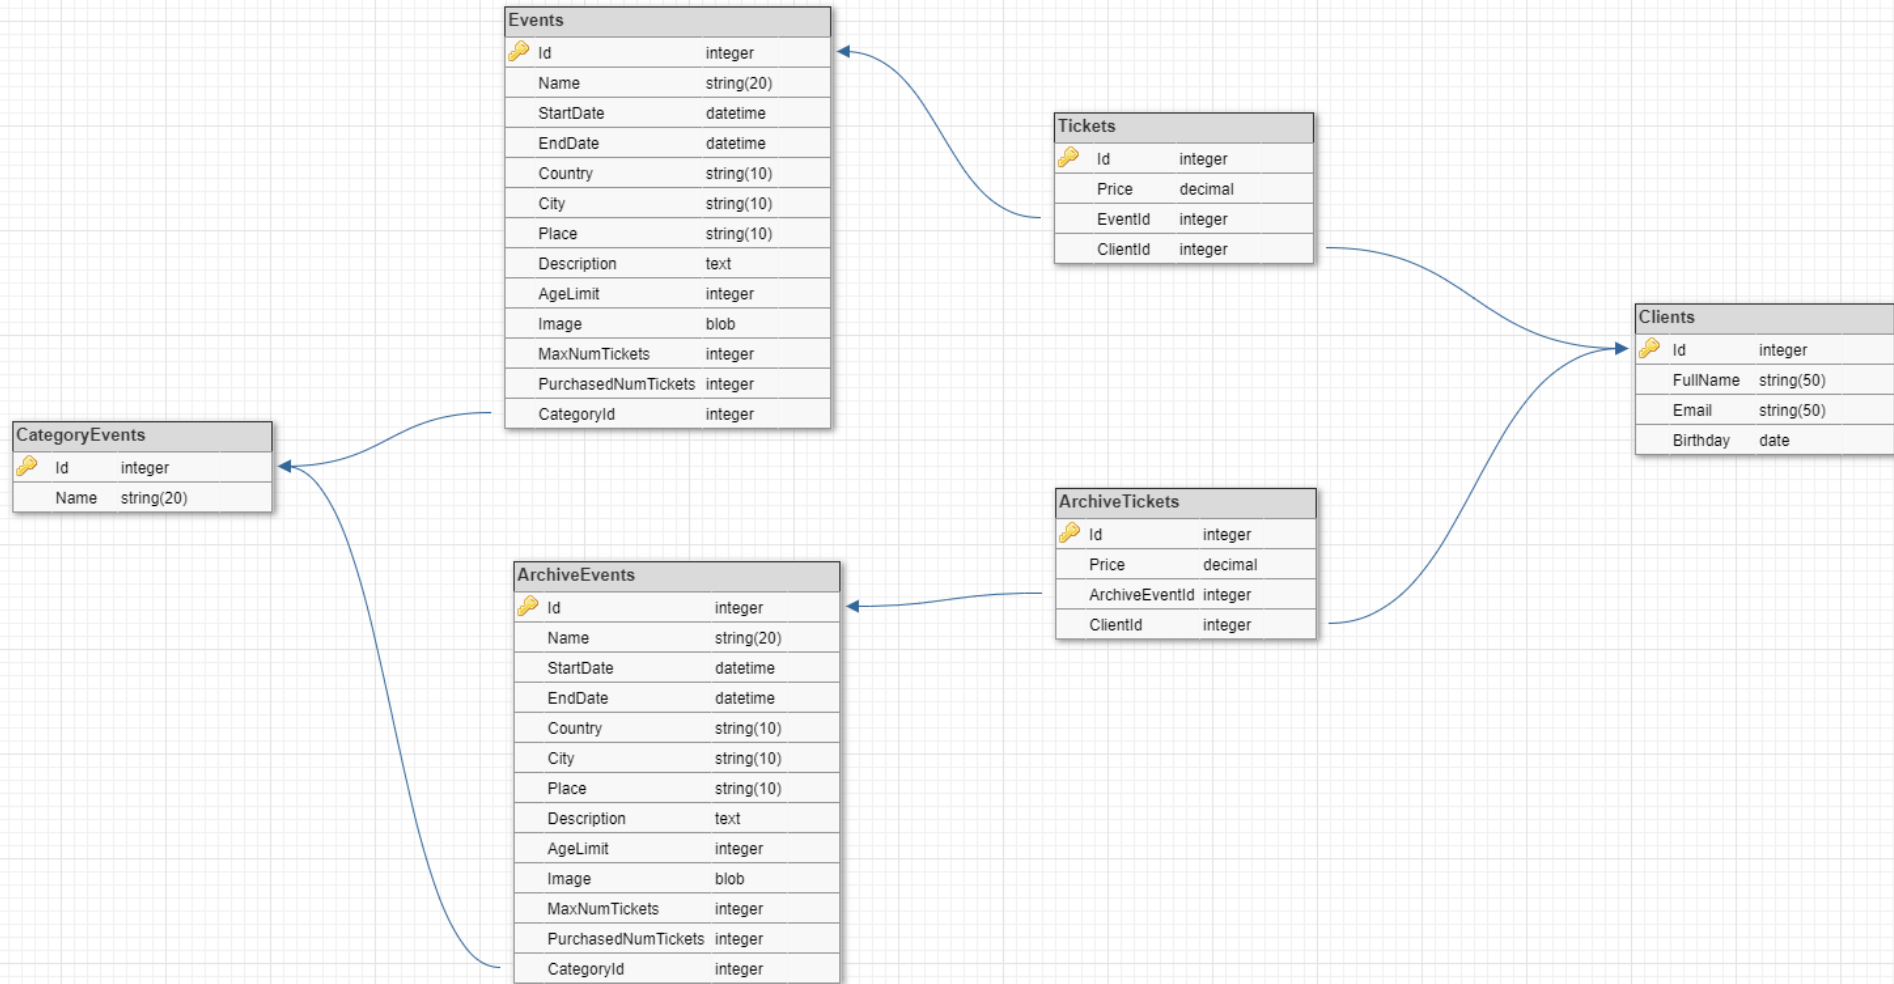 Events
Id integer
Name string(20)
StartDate datetime
EndDate datetime
Country string(10)
City string(10)
Place string(10)
Description text
AgeLimit integer
Image blob
MaxNumTickets integer
PurchasedNumTickets integer
CategoryId integer
Tickets
Id integer
Price decimal
EventId integer
ClientId integer
Clients
Id integer
FullName string(50)
Email string(50)
Birthday date
CategoryEvents
Id integer
Name string(20)
ArchiveTickets
Id integer
Price decimal
ArchiveEventId integer
ClientId integer
ArchiveEvents
Id integer
Name string(20)
StartDate datetime
EndDate datetime
Country string(10)
City string(10)
Place string(10)
Description text
AgeLimit integer
Image blob
MaxNumTickets integer
PurchasedNumTickets integer
CategoryId integer